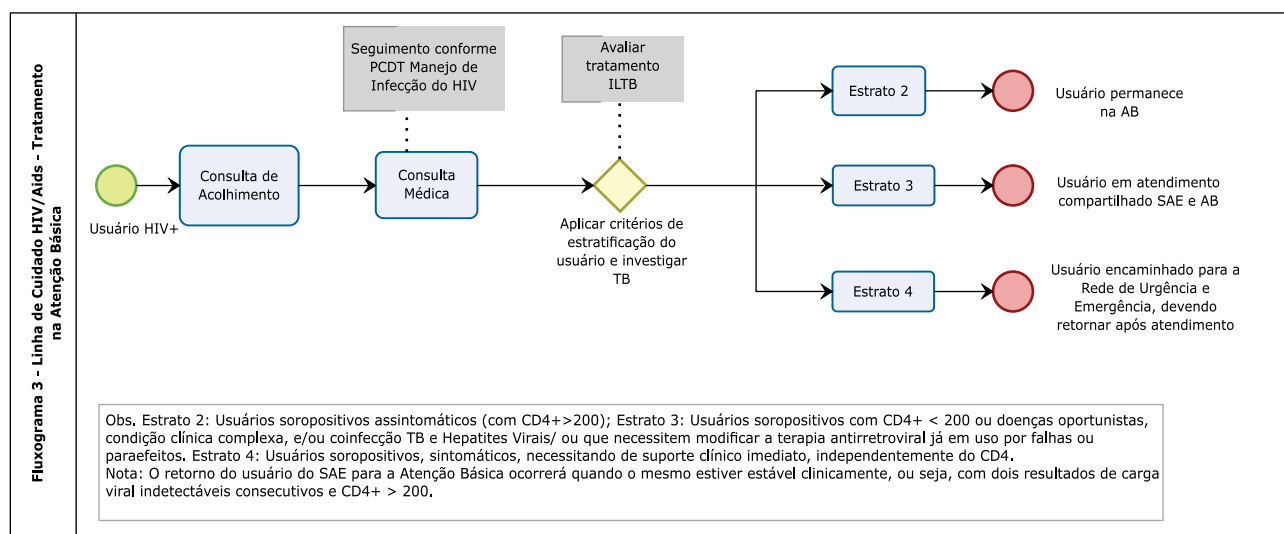 Fluxograma 3 - Linha de Cuidado HIV/Aids - Tratamento
na Atenção Básica
Usuário HIV+
Consulta de
Acolhimento
Seguimento conforme
PCDT Manejo de
Infecção do HIV
Consulta
Médica
Avaliar
tratamento
ILTB
Aplicar critérios de
estratificação do
usuário e investigar
TB
Estrato 2
Usuário permanece
na AB
Estrato 3
Usuário em atendimento
compartilhado SAE e AB
Estrato 4
Usuário encaminhado para a
Rede de Urgência e
Emergência, devendo
retornar após atendimento
Obs. Estrato 2: Usuários soropositivos assintomáticos (com CD4+>200); Estrato 3: Usuários soropositivos com CD4+ < 200 ou doenças oportunistas,
condição clínica complexa, e/ou coinfecção TB e Hepatites Virais/ ou que necessitem modificar a terapia antirretroviral já em uso por falhas ou
paraefeitos. Estrato 4: Usuários soropositivos, sintomáticos, necessitando de suporte clínico imediato, independentemente do CD4.
Nota: O retorno do usuário do SAE para a Atenção Básica ocorrerá quando o mesmo estiver estável clinicamente, ou seja, com dois resultados de carga
viral indetectáveis consecutivos e CD4+ > 200.